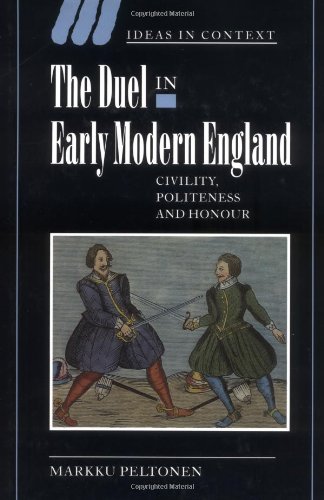 IDEAS IN CONTEXT
The Duel IN
Early Modern England
CIVILITY,
POLITENESS
AND HONOUR
MARKKU PELTONEN